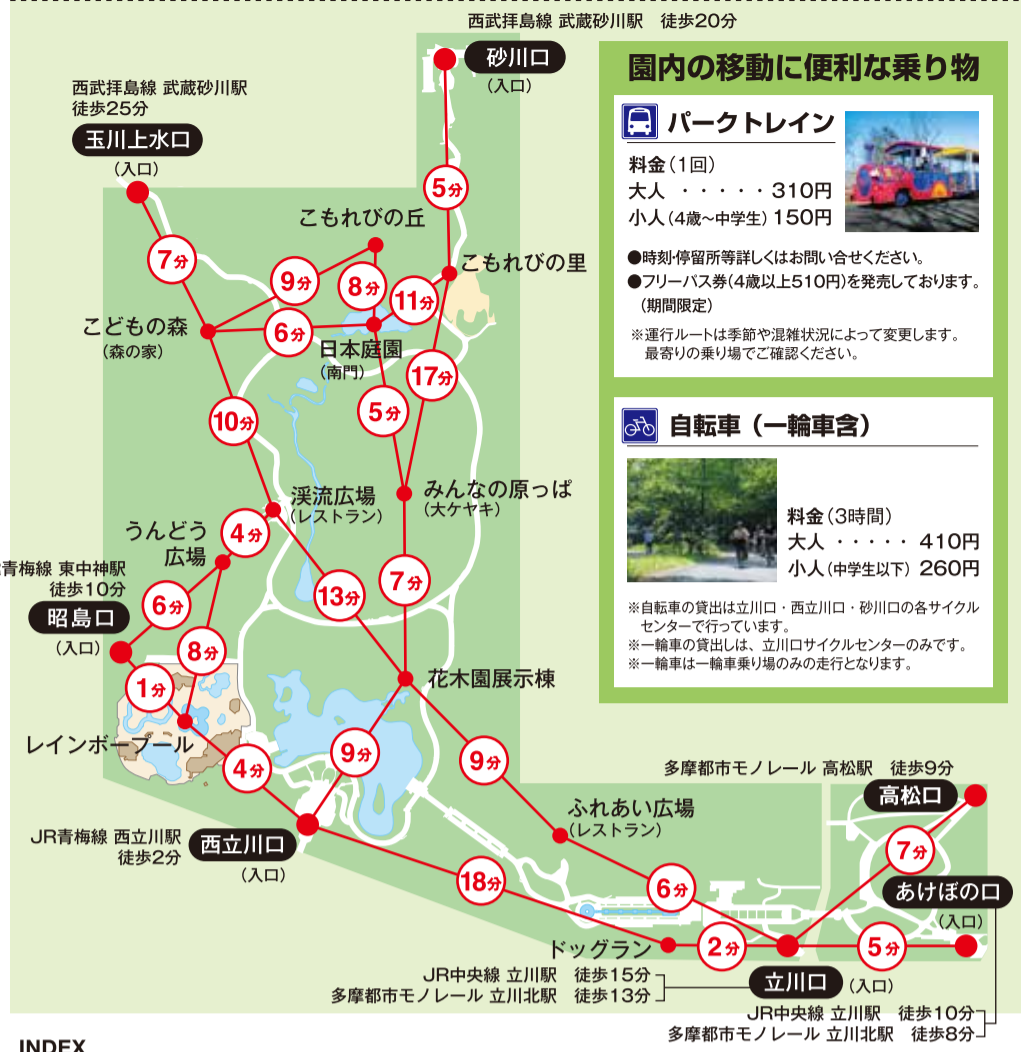 西武拝島線 武蔵砂川駅　徒歩20分
砂川口
(入口)
西武拝島線 武蔵砂川駅
徒歩25分
玉川上水口
(入口)
5分
7分
こもれびの丘
こもれびの里
9分
8分
11分
こどもの森
(森の家)
6分
日本庭園
(南門)
17分
5分
10分
みんなの原っぱ
(大ケヤキ)
渓流広場
(レストラン)
うんどう
広場
4分
青梅線 東中神駅
徒歩10分
昭島口
(入口)
6分
13分
7分
8分
1分
花木園展示棟
レインボープール
4分
9分
9分
JR青梅線 西立川駅
徒歩2分
西立川口
(入口)
ふれあい広場
(レストラン)
多摩都市モノレール 高松駅　徒歩9分
高松口
7分
18分
6分
あけぼの口
(入口)
ドッグラン
2分
5分
立川口
(入口)
JR中央線 立川駅　徒歩15分
多摩都市モノレール 立川北駅　徒歩13分
JR中央線 立川駅　徒歩10分
多摩都市モノレール 立川北駅　徒歩8分
園内の移動に便利な乗り物
パークトレイン
料金(1回)
大人 ・・・・・ 310円
小人(4歳〜中学生) 150円
●時刻・停留所等詳しくはお問い合せください。
●フリーパス券(4歳以上510円)を発売しております。
(期間限定)
※運行ルートは季節や混雑状況によって変更します。
最寄りの乗り場でご確認ください。
自転車（一輪車含）
料金(3時間)
大人 ・・・・・ 410円
小人(中学生以下) 260円
※自転車の貸出は立川口・西立川口・砂川口の各サイクル
センターで行っています。
※一輪車の貸出しは、立川口サイクルセンターのみです。
※一輪車は一輪車乗り場のみの走行となります。
INDEX